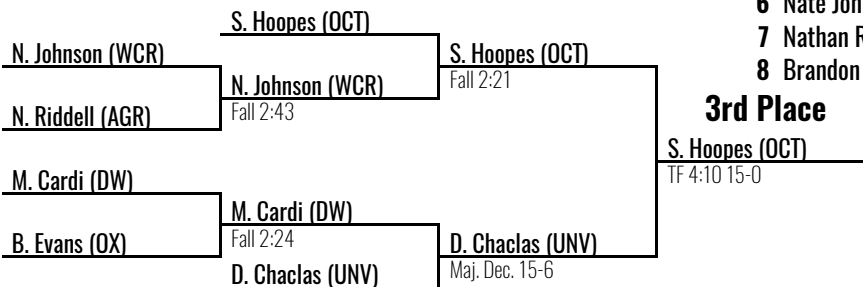 S. Hoopes (OCT)
N. Johnson (WCR)
N. Johnson (WCR)
Fall 2:43
N. Riddell (AGR)
S. Hoopes (OCT)
Fall 2:21
M. Cardi (DW)
M. Cardi (DW)
Fall 2:24
B. Evans (OX)
D. Chaclas (UNV)
D. Chaclas (UNV)
Maj. Dec. 15-6
6 Nate
7 Nathan
8 Brandon
3rd Place
S. Hoopes (OCT)
TF 4:10 15-0